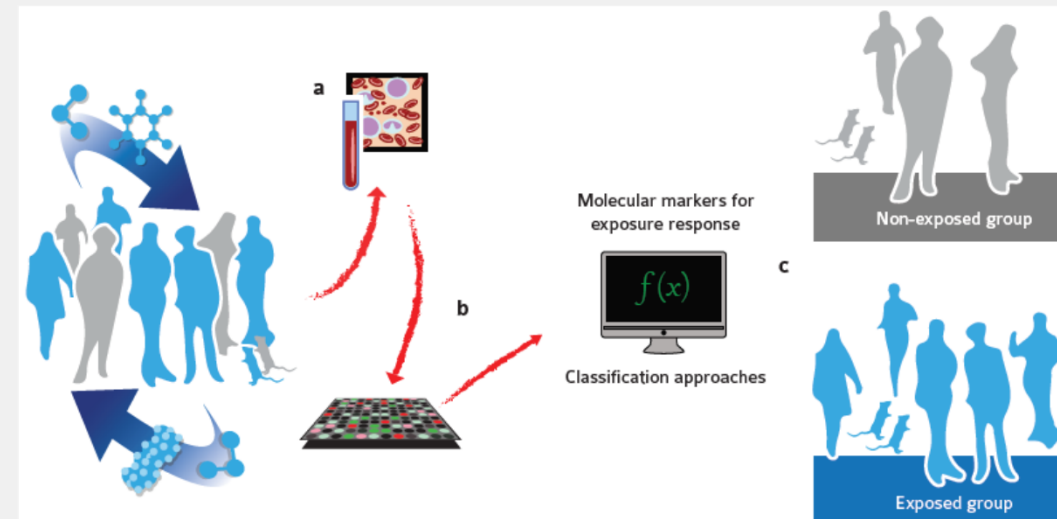 a
Molecular markers for
exposure response
f(x)
Classification approaches
b
c
Non-exposed group
Exposed group